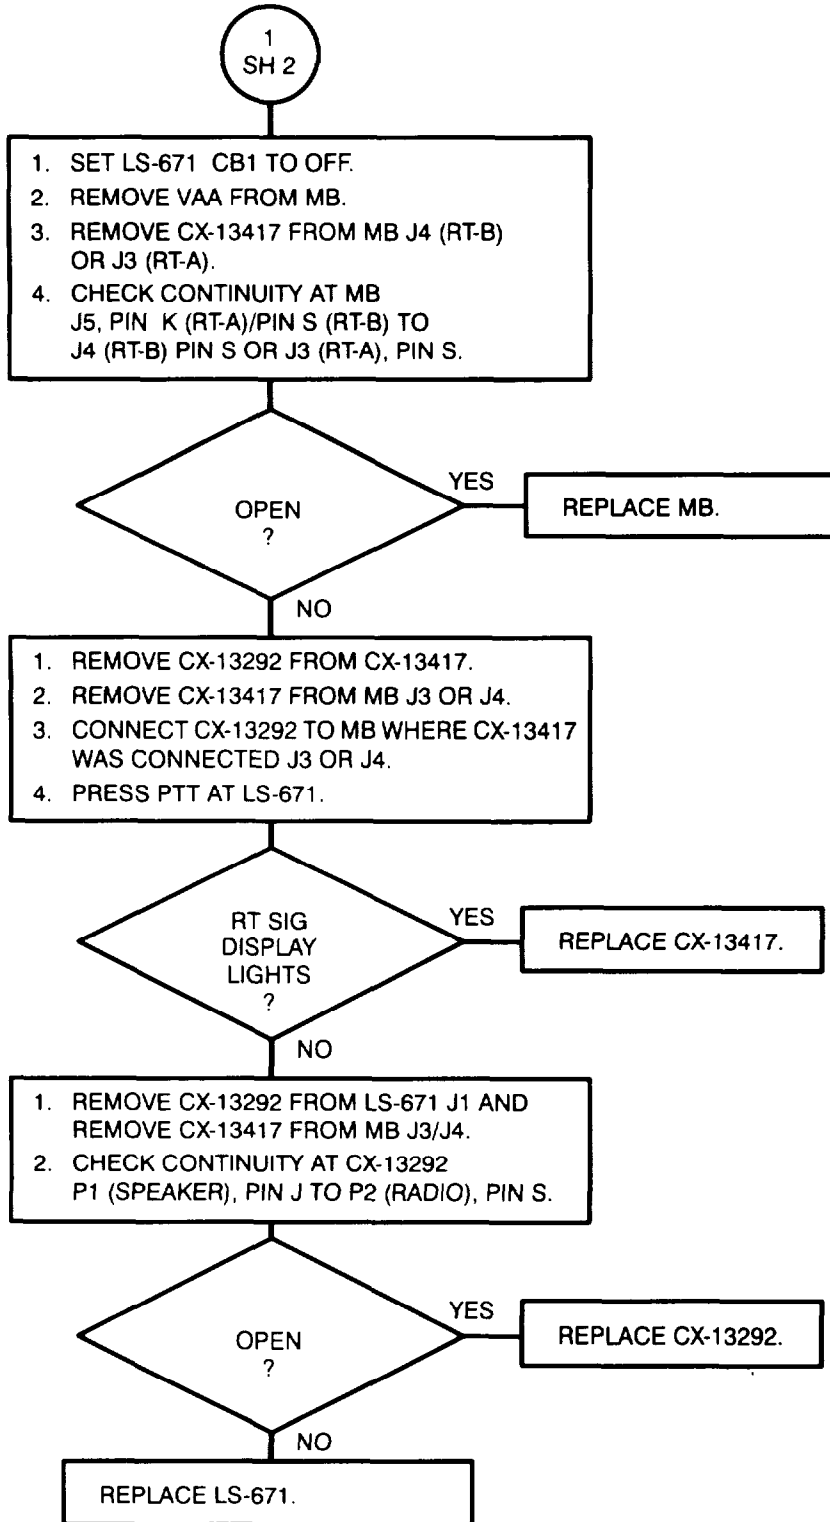 1
SH 2
1. SET LS-671 CB1 TO OFF.
2. REMOVE VAA FROM MB.
3. REMOVE CX-13417 FROM MB J4 (RT-B)
OR J3 (RT-A).
4. CHECK CONTINUITY AT MB
J5, PIN K (RT-A)/PIN S (RT-B) TO
J4 (RT-B) PIN S OR J3 (RT-A), PIN S.
OPEN
?
YES
REPLACE MB.
NO
1. REMOVE CX-13292 FROM CX-13417.
2. REMOVE CX-13417 FROM MB J3 OR J4.
3. CONNECT CX-13292 TO MB WHERE CX-13417
WAS CONNECTED J3 OR J4.
4. PRESS PTT AT LS-671.
RT SIG
DISPLAY
LIGHTS
?
YES
REPLACE CX-13417.
NO
1. REMOVE CX-13292 FROM LS-671 J1 AND
REMOVE CX-13417 FROM MB J3/J4.
2. CHECK CONTINUITY AT CX-13292
P1 (SPEAKER), PIN J TO P2 (RADIO), PIN S.
OPEN
?
YES
REPLACE CX-13292.
NO
REPLACE LS-671.